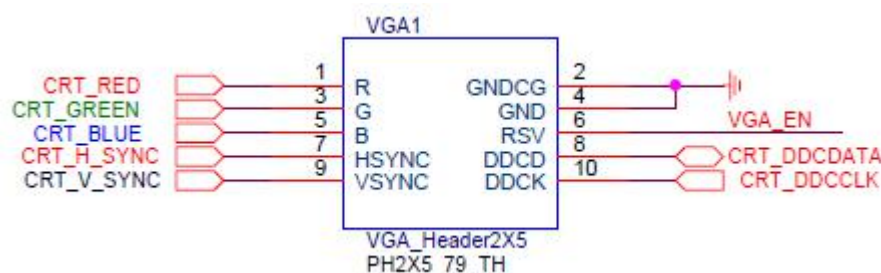 VGA1
CRT_RED 1 R GNDCG 2
CRT_GREEN 3 G GND 4
CRT_BLUE 5 B RSV 6 VGA_EN
CRT_H_SYNC 7 HSYNC DDCD 8 CRT_DDCDATA
CRT_V_SYNC 9 VSYNC DDCK 10 CRT_DDCCLK
VGA_Header2X5
PH2X5_79_TH